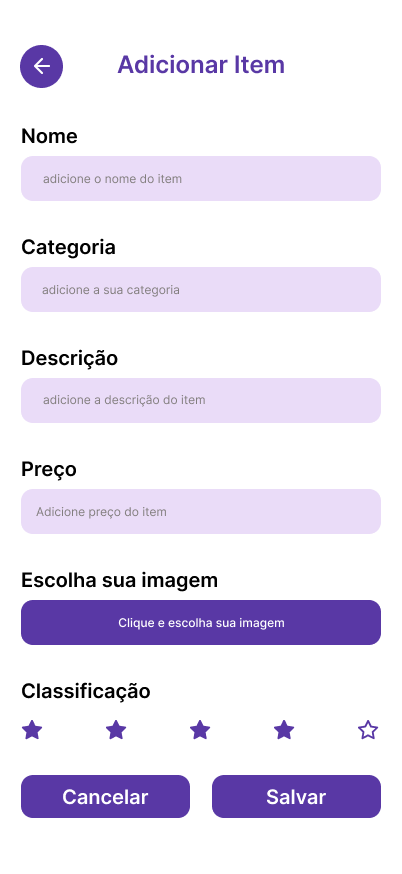 Adicionar Item
Nome
adicione o nome do item
Categoria
adicione a sua categoria
Descrição
adicione a descrição do item
Preço
Adicione preço do item
Escolha sua imagem
Clique e escolha sua imagem
Classificação
Cancelar
Salvar